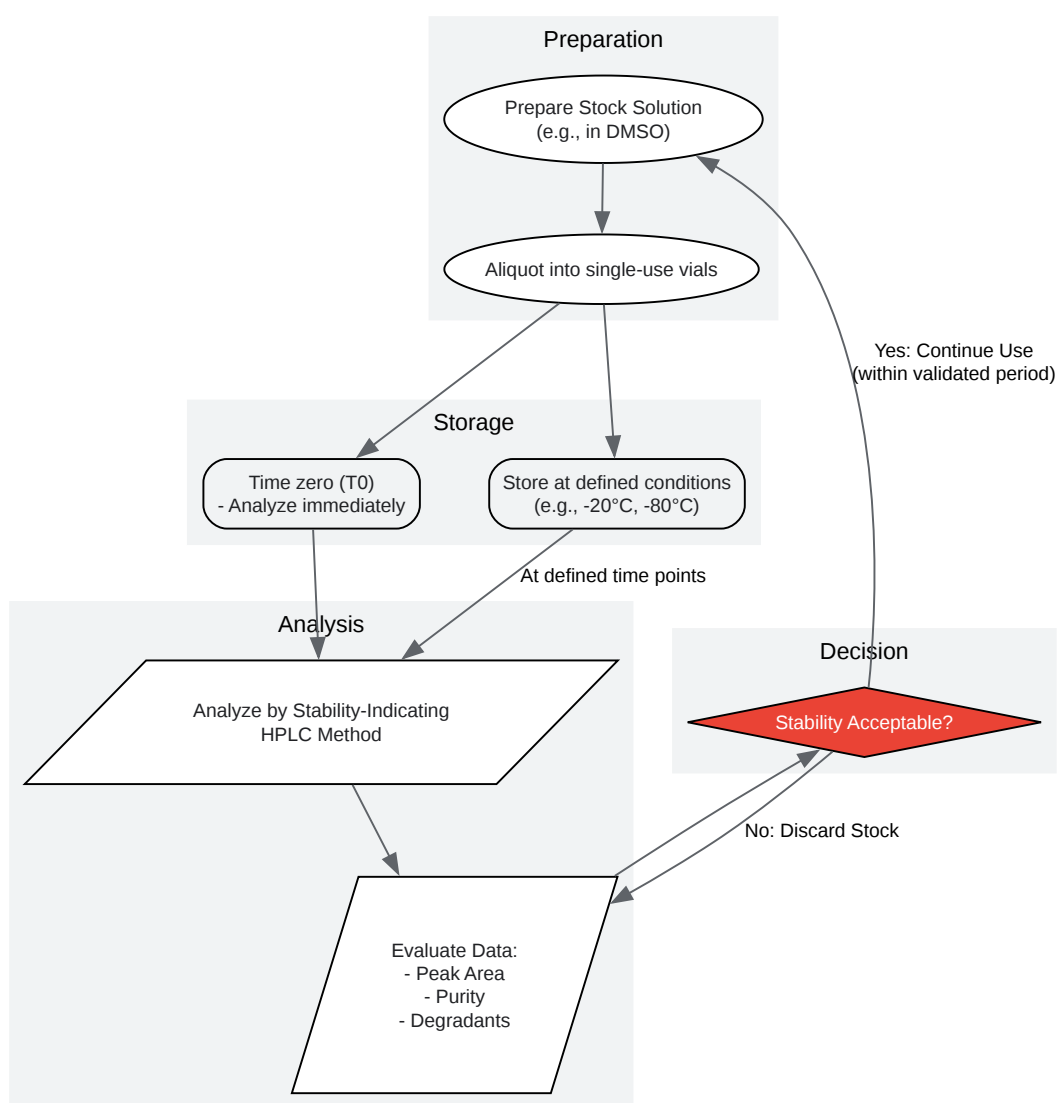 Preparation
Prepare Stock Solution
(e.g., in DMSO)
Aliquot into single-use vials
Yes: Continue Use
(within validated period)
Storage
Time zero (T0)
- Analyze immediately
Store at defined conditions
(e.g., -20°C, -80°C)
At defined time points
Analysis
Analyze by Stability-Indicating
HPLC Method
Decision
Stability Acceptable?
No: Discard Stock
Evaluate Data:
- Peak Area
- Purity
- Degradants